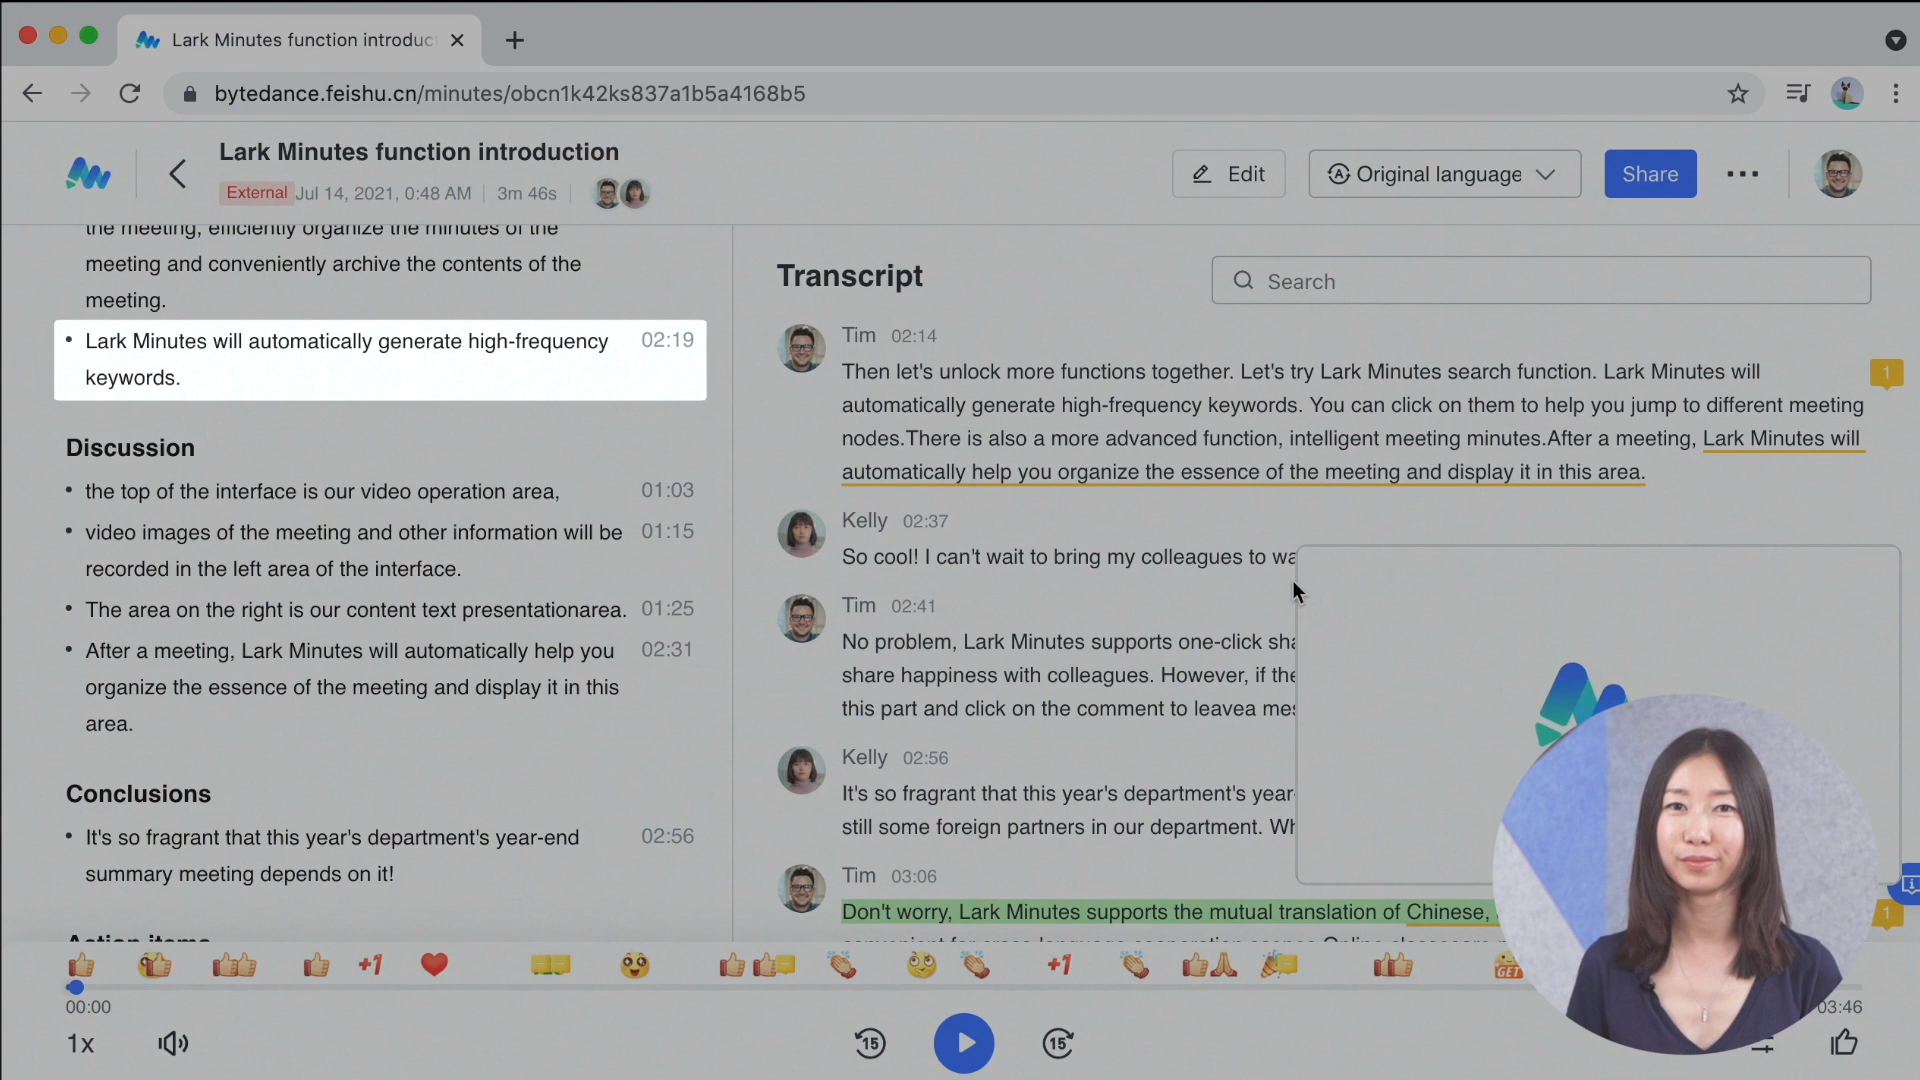 Lark Minutes function introduc
bytedance.feishu.cn/minutes/obcn1k42ks837a1b5a4168b5
Lark Minutes function introduction
External Jul 14, 2021, 0:48 AM 3m 46s
Edit
Original language
Share
the meeting, efficiently organize the minutes of the
meeting and conveniently archive the contents of the
meeting.
• Lark Minutes will automatically generate high-frequency 02:19
keywords.
Discussion
• the top of the interface is our video operation area, 01:03
• video images of the meeting and other information will be 01:15
recorded in the left area of the interface.
• The area on the right is our content text presentationarea. 01:25
• After a meeting, Lark Minutes will automatically help you 02:31
organize the essence of the meeting and display it in this
area.
Conclusions
• It's so fragrant that this year's department's year-end 02:56
summary meeting depends on it!
Action items
Transcript
Search
Tim 02:14
Then let's unlock more functions together. Let's try Lark Minutes search function. Lark Minutes will
1
automatically generate high-frequency keywords. You can click on them to help you jump to different meeting
nodes.There is also a more advanced function, intelligent meeting minutes.After a meeting, Lark Minutes will
automatically help you organize the essence of the meeting and display it in this area.
Kelly 02:37
So cool! I can't wait to bring my colleagues to wa
Tim 02:41
No problem, Lark Minutes supports one-click sha
share happiness with colleagues. However, if the
this part and click on the comment to leavea mes
Kelly 02:56
It's so fragrant that this year's department's year-
still some foreign partners in our department. Wh
Tim 03:06
Don't worry, Lark Minutes supports the mutual translation of Chinese,
1
+1
+1
GET
00:00
03:46
1x
15
15